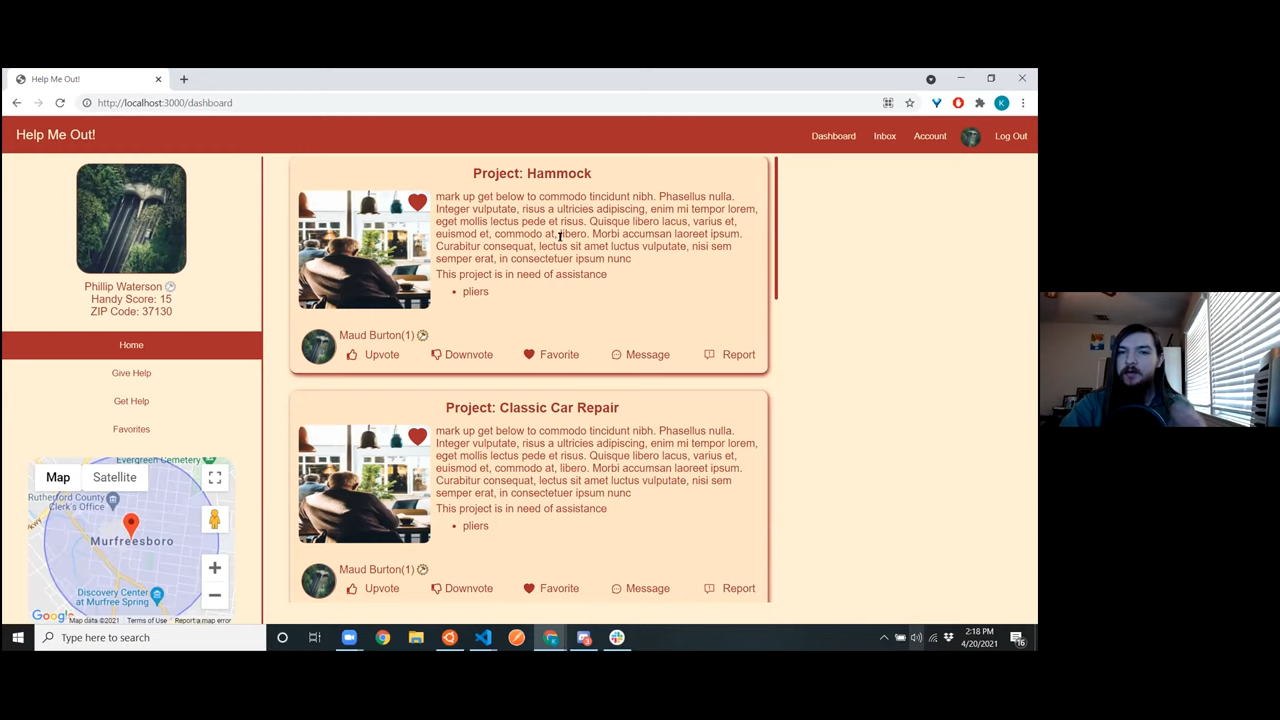 Help Me Out!
http://localhost:3000/dashboard
K
Help Me Out!
Dashboard
Inbox
Account
Log Out
Phillip Waterson
Handy Score: 15
ZIP Code: 37130
Home
Give Help
Get Help
Favorites
Evergreen Cemetery
Map
Satellite
Rutherford County
Clerk's Office
Murfreesboro
Discovery Center
at Murfree Spring
Google
Map data ©2021
Terms of Use
Report a map error
Project: Hammock
mark up get below to commodo tincidunt nibh. Phasellus nulla.
Integer vulputate, risus a ultricies adipiscing, enim mi tempor lorem,
eget mollis lectus pede et risus. Quisque libero lacus, varius et,
euismod et, commodo at, libero. Morbi accumsan laoreet ipsum.
Curabitur consequat, lectus sit amet luctus vulputate, nisi sem
semper erat, in consectetuer ipsum nunc
This project is in need of assistance
• pliers
Maud Burton(1)
Upvote
Downvote
Favorite
Message
Report
Project: Classic Car Repair
mark up get below to commodo tincidunt nibh. Phasellus nulla.
Integer vulputate, risus a ultricies adipiscing, enim mi tempor lorem,
eget mollis lectus pede et risus. Quisque libero lacus, varius et,
euismod et, commodo at, libero. Morbi accumsan laoreet ipsum.
Curabitur consequat, lectus sit amet luctus vulputate, nisi sem
semper erat, in consectetuer ipsum nunc
This project is in need of assistance
• pliers
Maud Burton(1)
Upvote
Downvote
Favorite
Message
Report
Type here to search
2:18 PM
4/20/2021